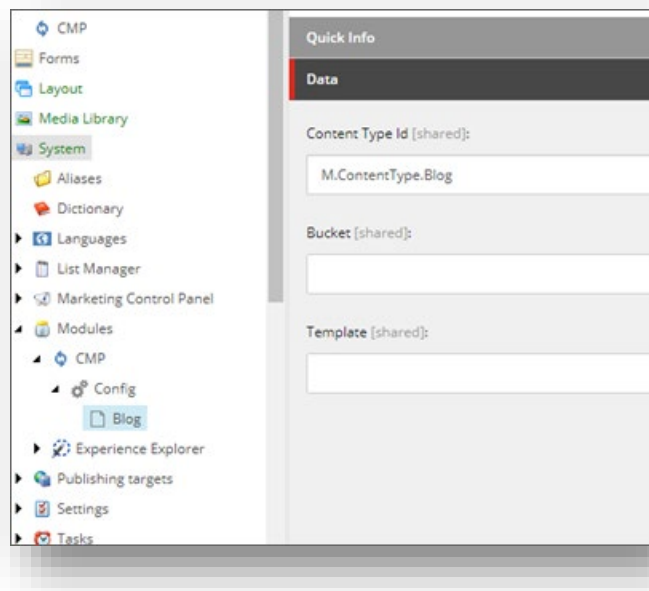 CMP
Forms
Layout
Media Library
System
Aliases
Dictionary
Languages
List Manager
Marketing Control Panel
Modules
CMP
Config
Blog
Experience Explorer
Publishing targets
Settings
Tasks
Quick Info
Data
Content Type Id [shared]:
M.ContentType.Blog
Bucket [shared]:
Template [shared]: